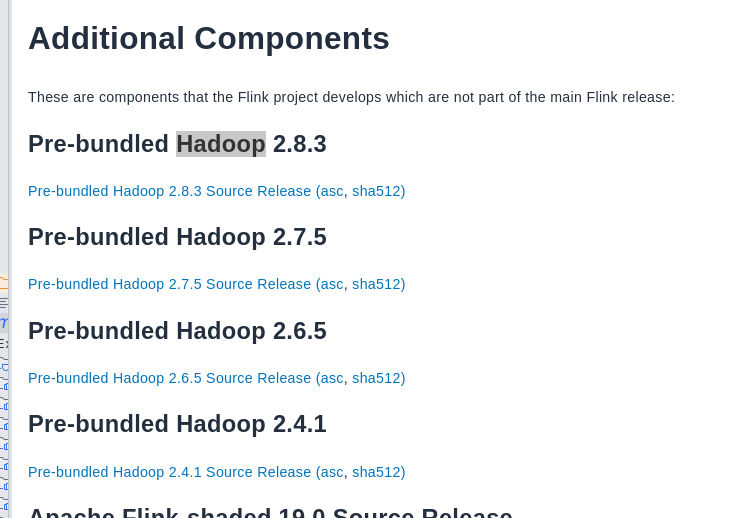 Additional Components
These are components that the Flink project develops which are not part of the main Flink release:
Pre-bundled Hadoop 2.8.3
Pre-bundled Hadoop 2.8.3 Source Release (asc, sha512)
Pre-bundled Hadoop 2.7.5
Pre-bundled Hadoop 2.7.5 Source Release (asc, sha512)
Pre-bundled Hadoop 2.6.5
Pre-bundled Hadoop 2.6.5 Source Release (asc, sha512)
Pre-bundled Hadoop 2.4.1
Pre-bundled Hadoop 2.4.1 Source Release (asc, sha512)
Apache Flink-shaded 19.0 Source Release